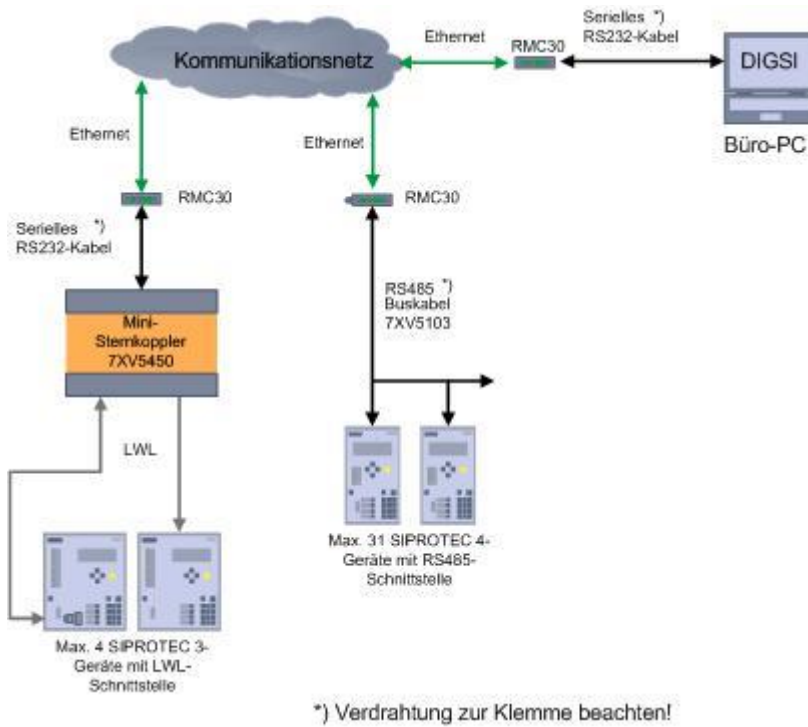 Kommunikationsnetz
Ethernet
RMC30
Serielles *)
RS232-Kabel
DIGSI
Büro-PC
Ethernet
RMC30
Serielles *)
RS232-Kabel
Mini-
Sternkoppler
7XV5450
LWL
Max. 4 SIPROTEC 3-
Geräte mit LWL-
Schnittstelle
Ethernet
RMC30
RS485 *)
Buskabel
7XV5103
Max. 31 SIPROTEC 4-
Geräte mit RS485-
Schnittstelle
*) Verdrahtung zur Klemme beachten!